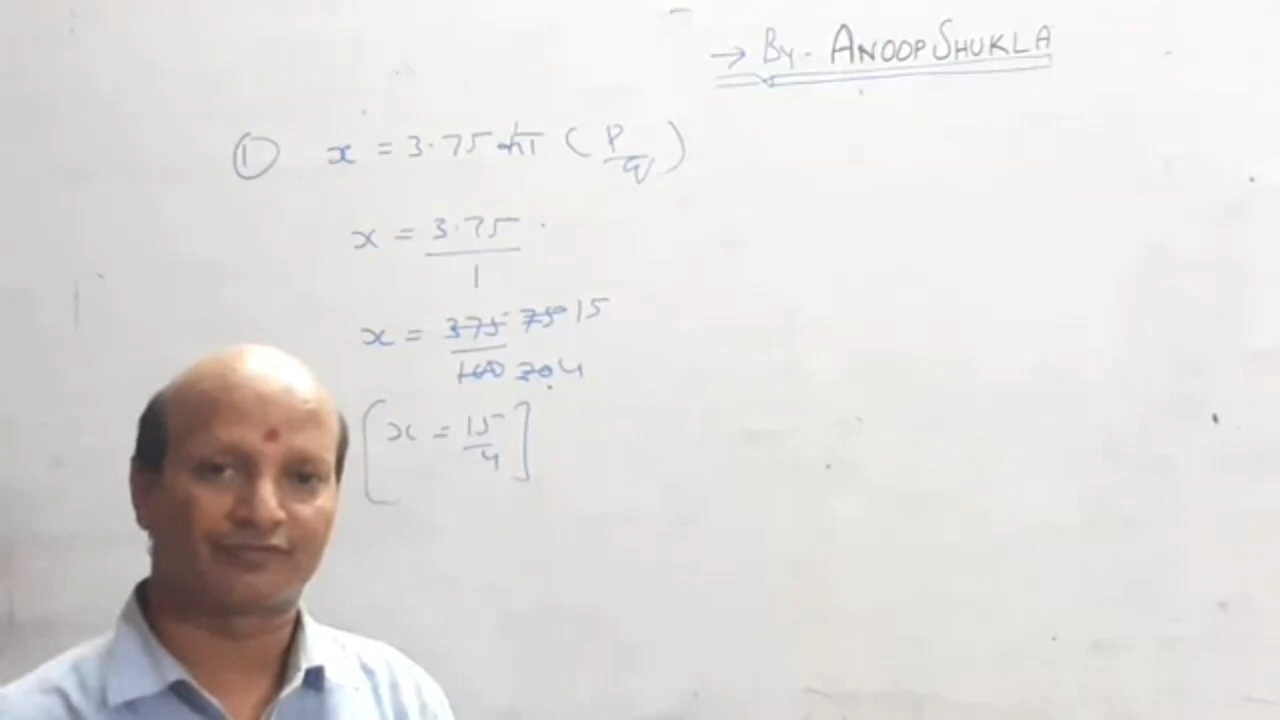 → By - ANOOP SHUKLA
① x = 3.75 को (P/q)
x = 3.75/1
x = 375 75 15 / 100 20 4
[x = 15/4]